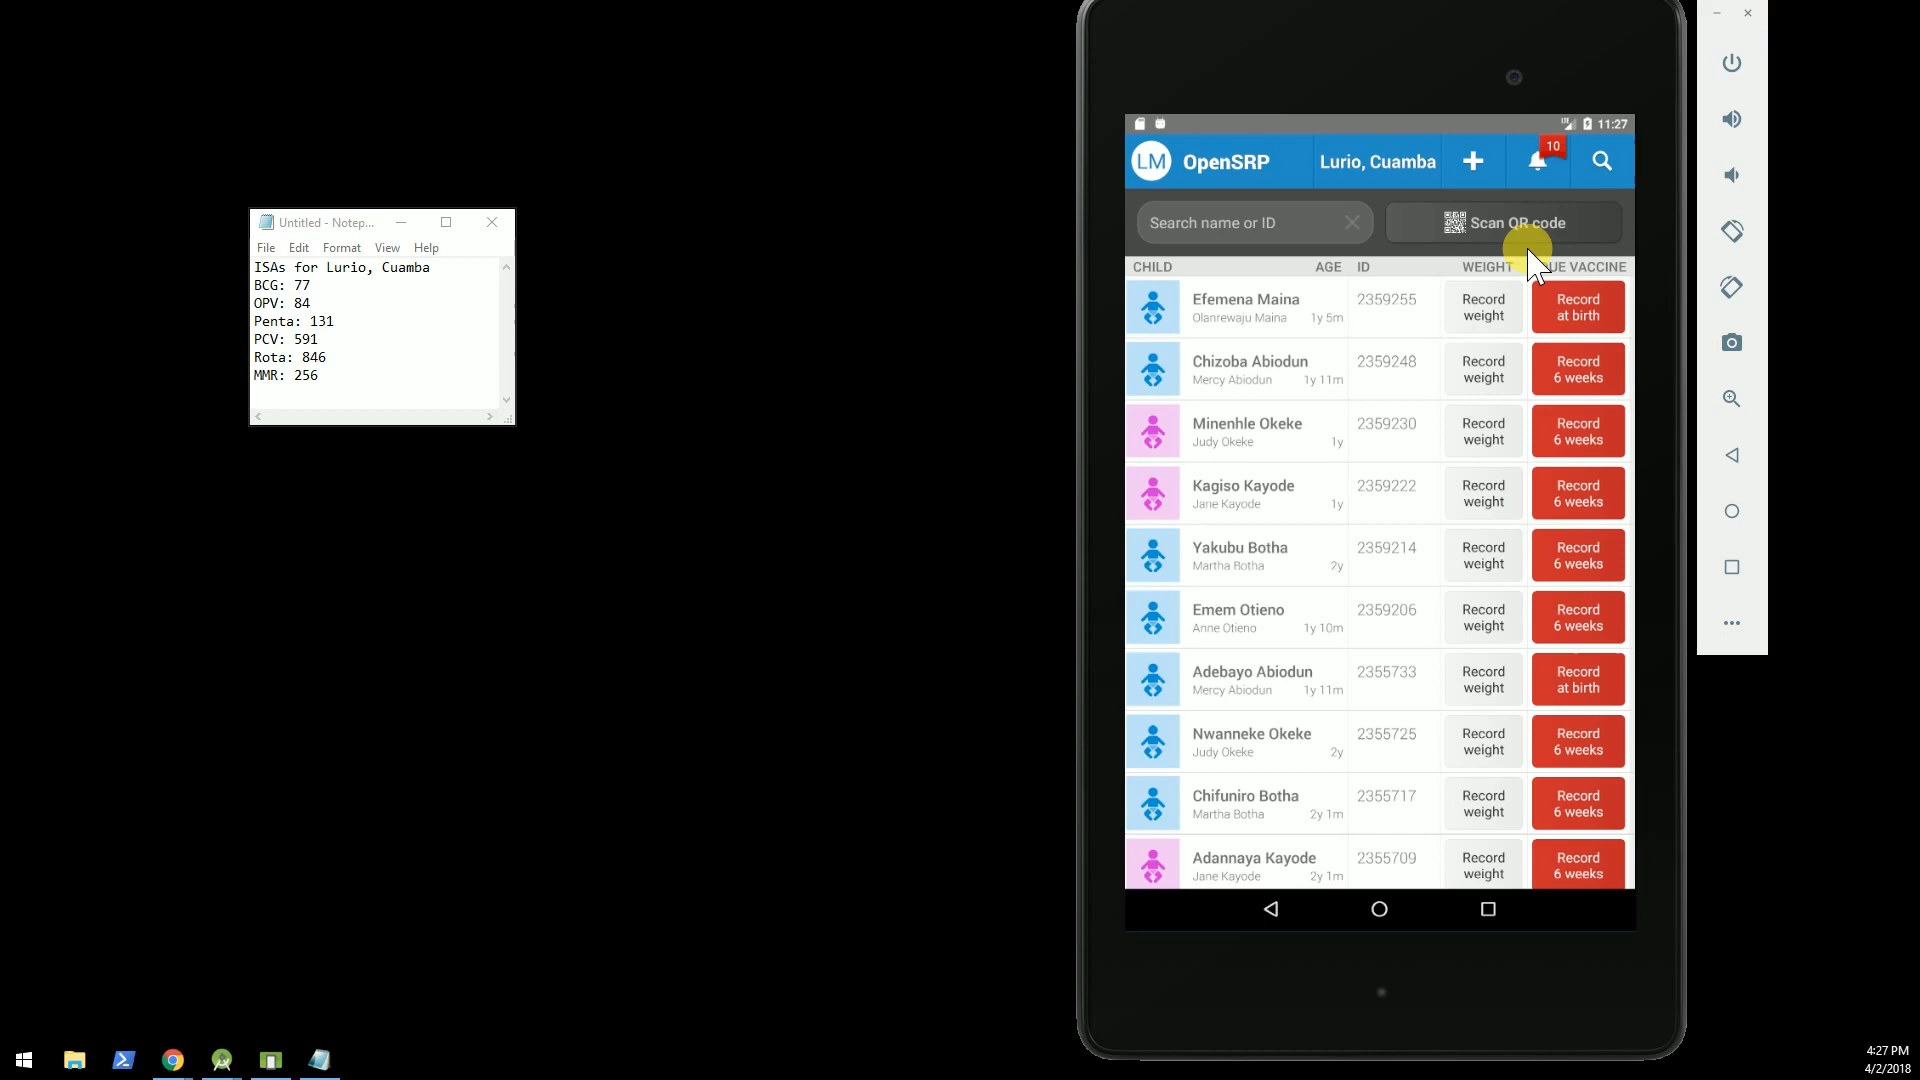 Untitled - Notep...
File Edit Format View Help
ISAs for Lurio, Cuamba
BCG: 77
OPV: 84
Penta: 131
PCV: 591
Rota: 846
MMR: 256
11:27
LM OpenSRP Lurio, Cuamba 10
Search name or ID Scan QR code
CHILD AGE ID WEIGHT UE VACCINE
Efemena Maina 2359255 Record weight Record at birth
Olanrewaju Maina 1y 5m
Chizoba Abiodun 2359248 Record weight Record 6 weeks
Mercy Abiodun 1y 11m
Minenhle Okeke 2359230 Record weight Record 6 weeks
Judy Okeke 1y
Kagiso Kayode 2359222 Record weight Record 6 weeks
Jane Kayode 1y
Yakubu Botha 2359214 Record weight Record 6 weeks
Martha Botha 2y
Emem Otieno 2359206 Record weight Record 6 weeks
Anne Otieno 1y 10m
Adebayo Abiodun 2355733 Record weight Record at birth
Mercy Abiodun 1y 11m
Nwanneke Okeke 2355725 Record weight Record 6 weeks
Judy Okeke 2y
Chifuniro Botha 2355717 Record weight Record 6 weeks
Martha Botha 2y 1m
Adannaya Kayode 2355709 Record weight Record 6 weeks
Jane Kayode 2y 1m
4:27 PM
4/2/2018